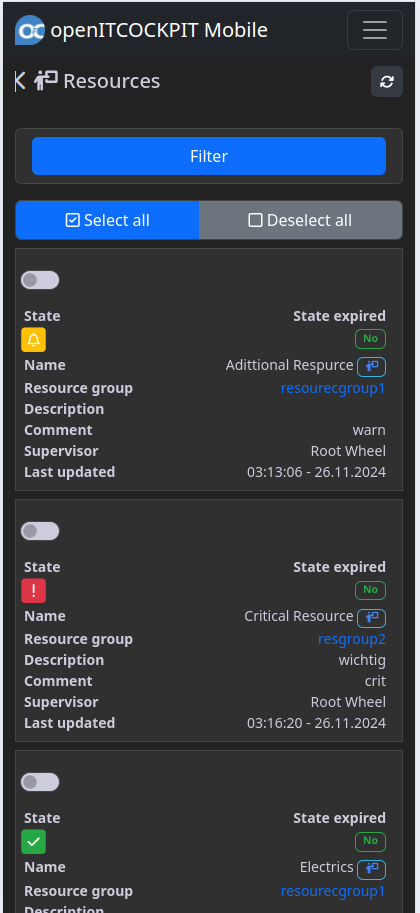 openITCOCKPIT Mobile
Resources
Filter
Select all Deselect all
State State expired
No
Name Adittional Respurce
Resource group resourecgroup1
Description
Comment warn
Supervisor Root Wheel
Last updated 03:13:06 - 26.11.2024
State State expired
No
Name Critical Resource
Resource group resgroup2
Description wichtig
Comment crit
Supervisor Root Wheel
Last updated 03:16:20 - 26.11.2024
State State expired
No
Name Electrics
Resource group resourecgroup1
Description